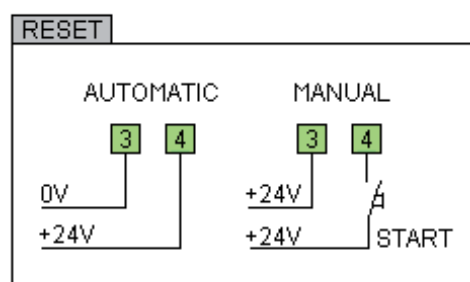 RESET
AUTOMATIC MANUAL
3 4 3 4
0V +24V
+24V +24V START